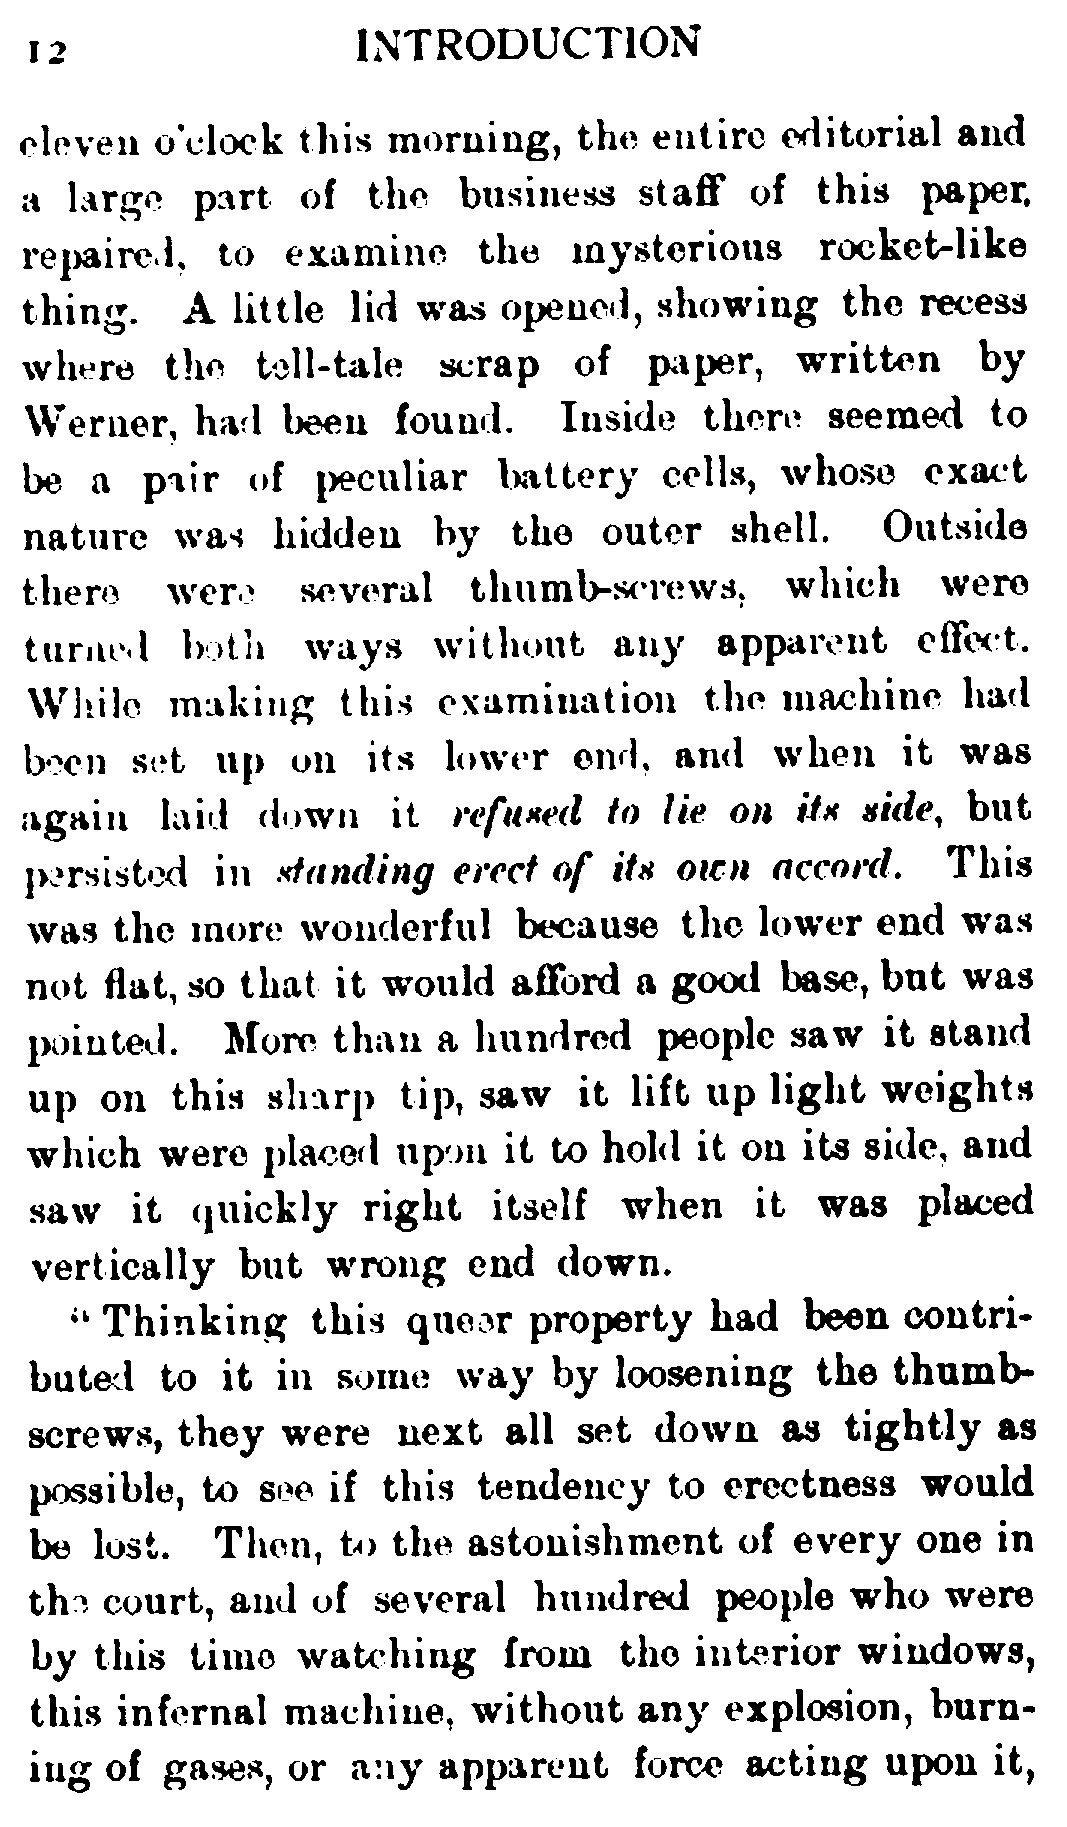 12 INTRODUCTION
eleven o'clock this morning, the entire editorial and
a large part of the business staff of this paper,
repaired, to examine the mysterious rocket-like
thing. A little lid was opened, showing the recess
where the tell-tale scrap of paper, written by
Werner, had been found. Inside there seemed to
be a pair of peculiar battery cells, whose exact
nature was hidden by the outer shell. Outside
there were several thumb-screws, which were
turned both ways without any apparent effect.
While making this examination the machine had
been set up on its lower end, and when it was
again laid down it refused to lie on its side, but
persisted in standing erect of its own accord. This
was the more wonderful because the lower end was
not flat, so that it would afford a good base, but was
pointed. More than a hundred people saw it stand
up on this sharp tip, saw it lift up light weights
which were placed upon it to hold it on its side, and
saw it quickly right itself when it was placed
vertically but wrong end down.
"Thinking this queer property had been contri-
buted to it in some way by loosening the thumb-
screws, they were next all set down as tightly as
possible, to see if this tendency to erectness would
be lost. Then, to the astonishment of every one in
the court, and of several hundred people who were
by this time watching from the interior windows,
this infernal machine, without any explosion, burn-
ing of gases, or any apparent force acting upon it,